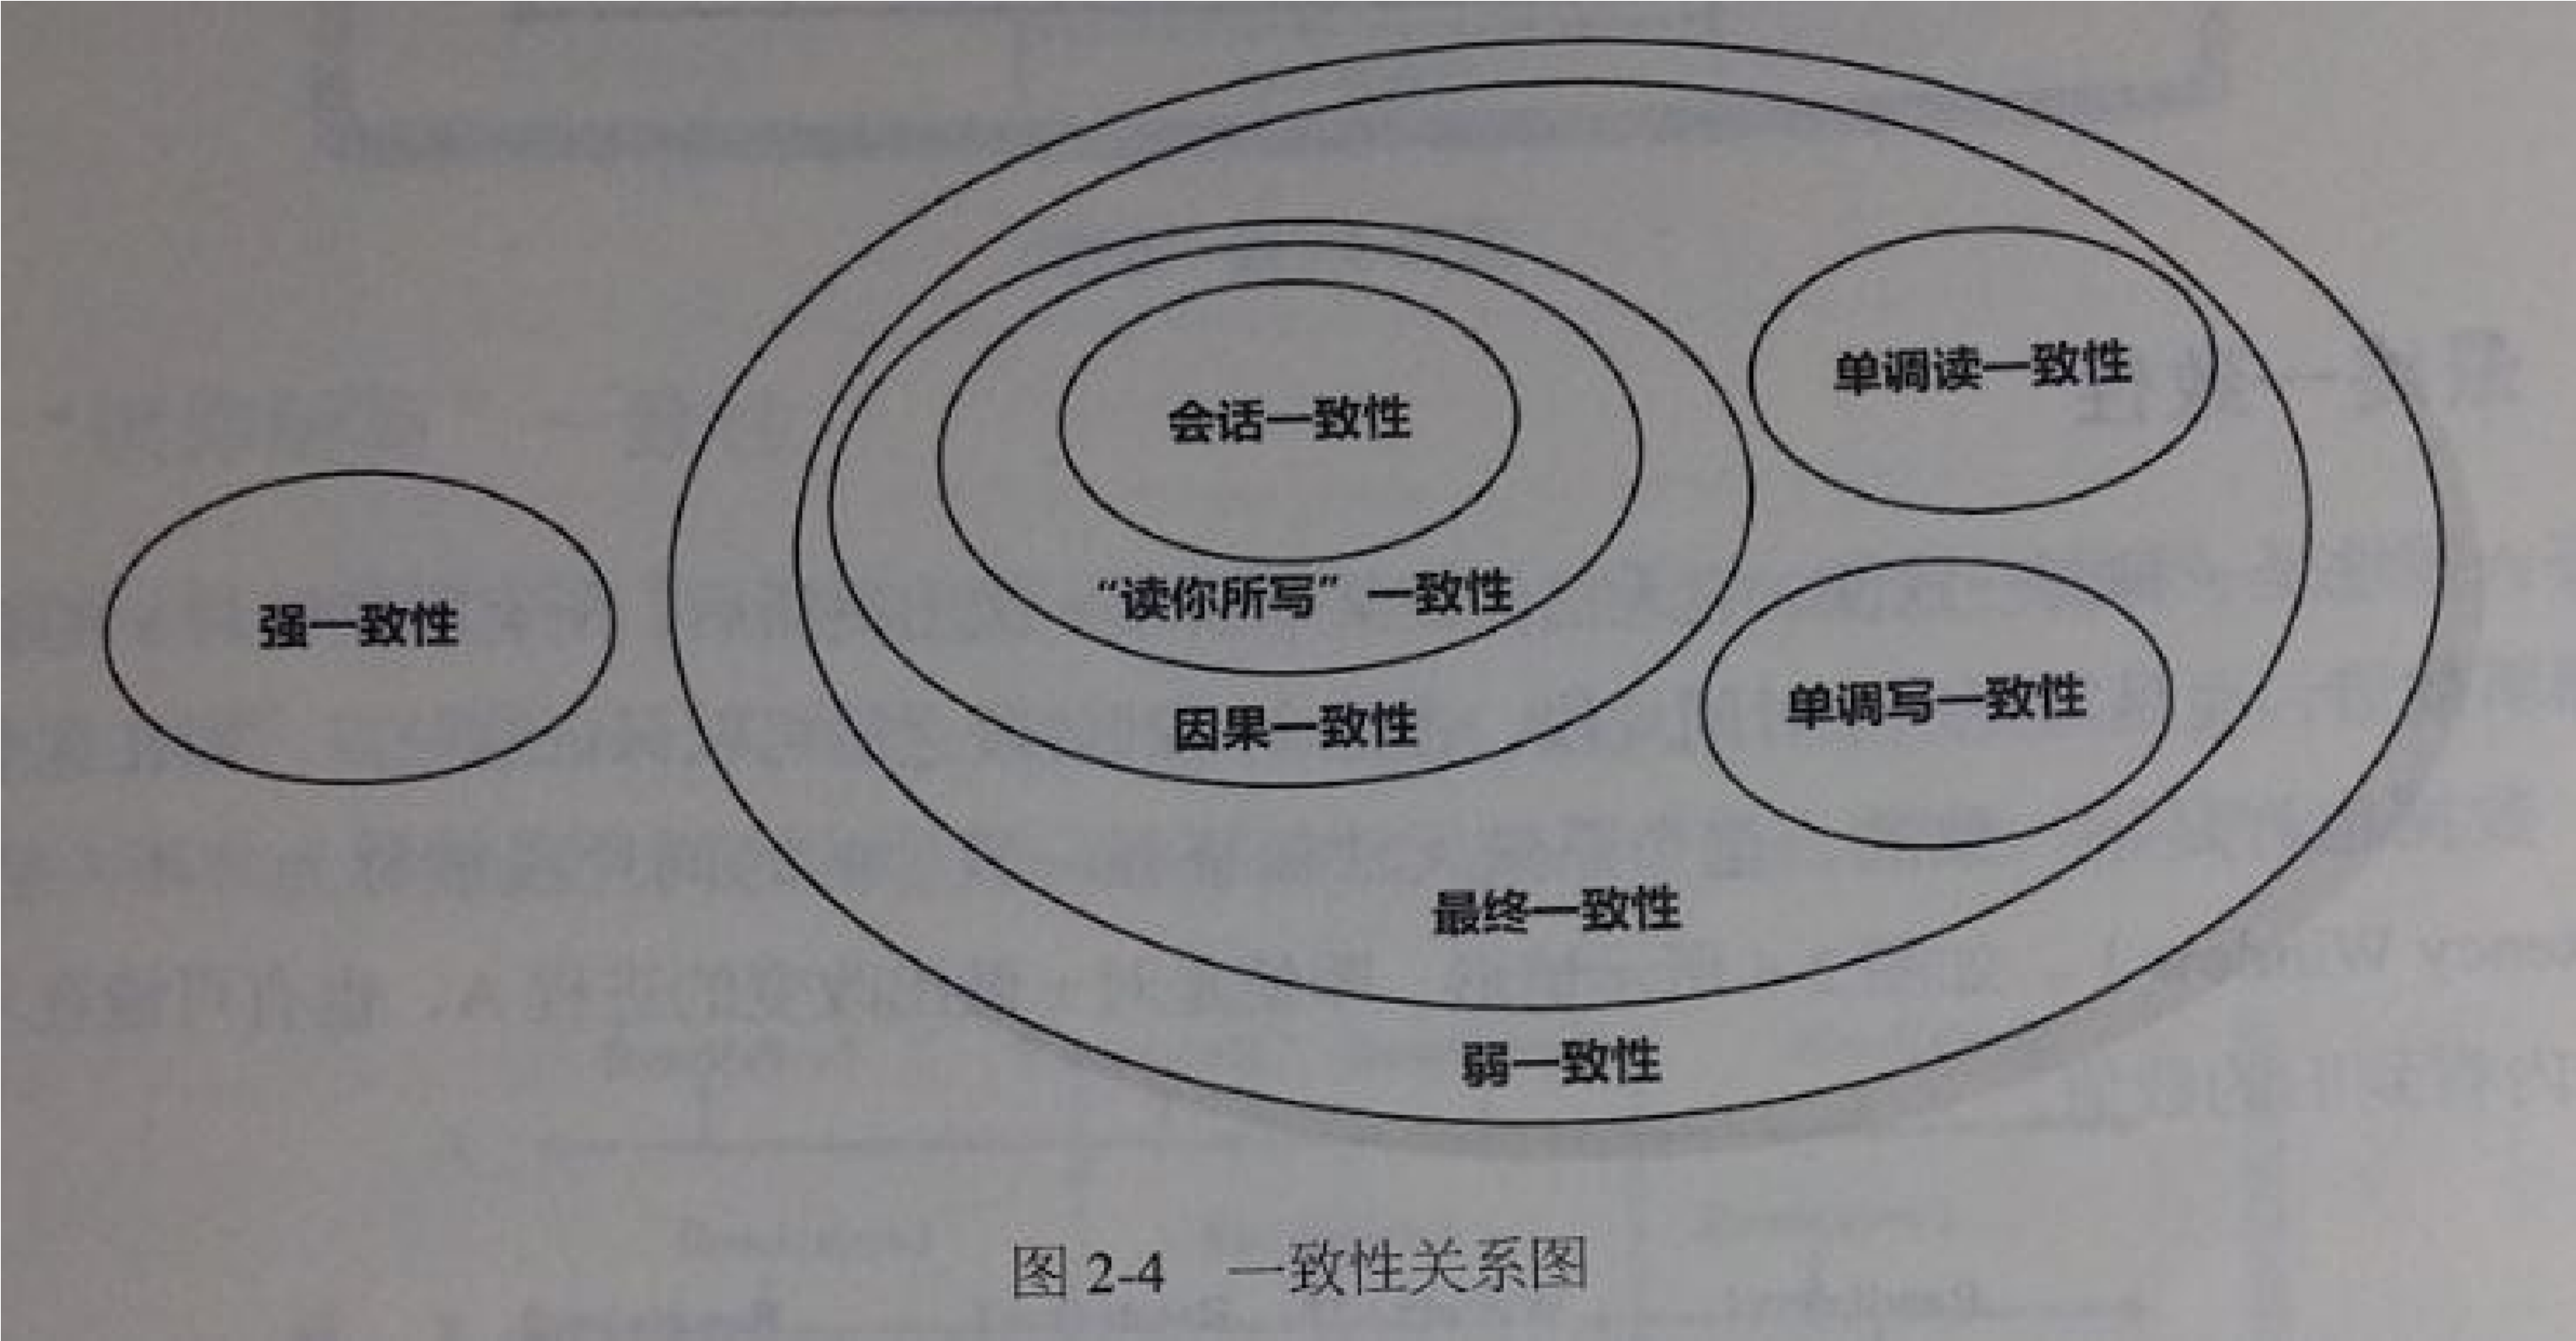 会话一致性
单调读一致性
“读你所写” 一致性
强一致性
因果一致性
单调写一致性
最终一致性
弱一致性
图 2-4 一致性关系图